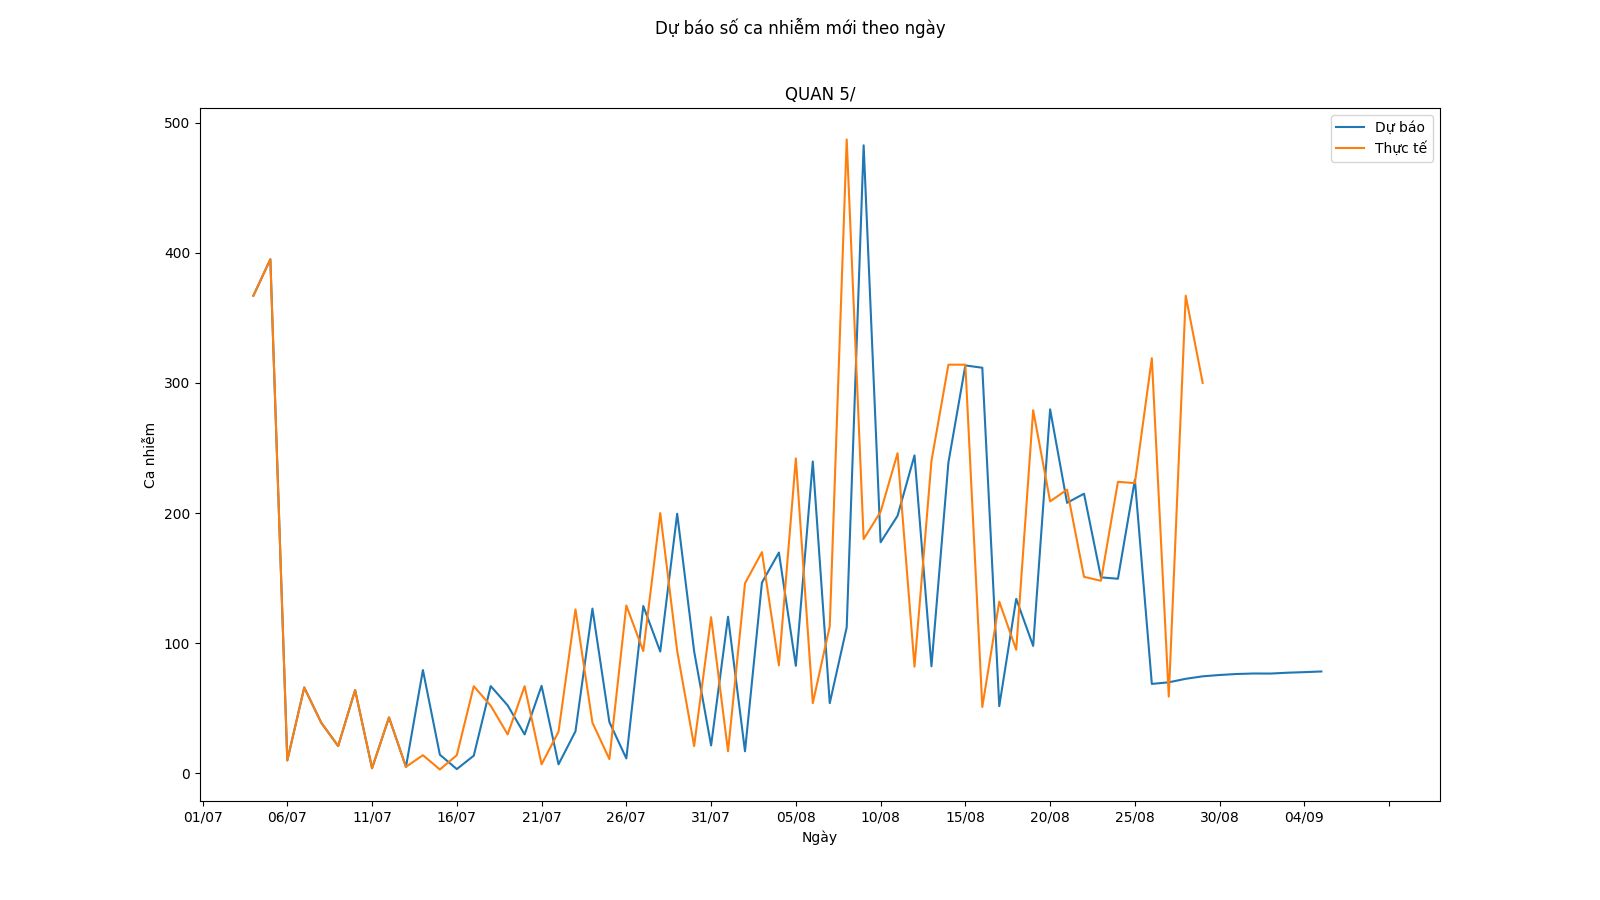 Dự báo số ca nhiễm mới theo ngày
QUAN 5/
Dự báo
Thực tế
500
400
300
200
100
0
Ca nhiễm
01/07 06/07 11/07 16/07 21/07 26/07 31/07 05/08 10/08 15/08 20/08 25/08 30/08 04/09
Ngày